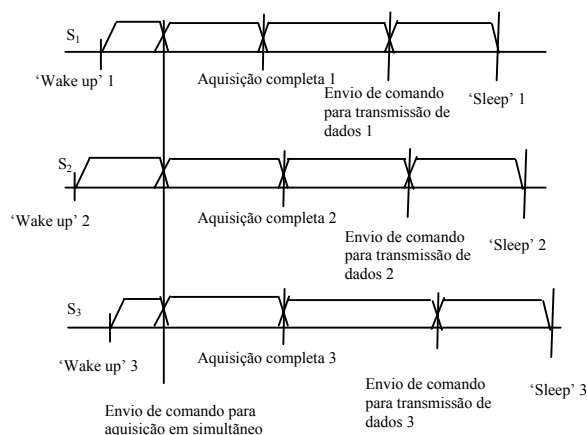 S1
'Wake up' 1
Aquisição completa 1
Envio de comando
para transmissão de
dados 1
'Sleep' 1
S2
'Wake up' 2
Aquisição completa 2
Envio de comando
para transmissão de
dados 2
'Sleep' 2
S3
'Wake up' 3
Aquisição completa 3
Envio de comando
para transmissão de
dados 3
'Sleep' 3
Envio de comando para
aquisição em simultâneo